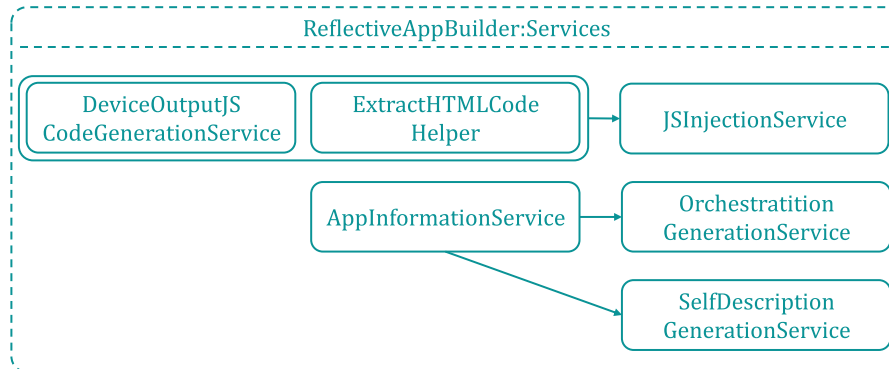 ReflectiveAppBuilder:Services
DeviceOutputJS
CodeGenerationService
ExtractHTMLCode
Helper
JSInjectionService
AppInformationService
Orchestratition
GenerationService
SelfDescription
GenerationService